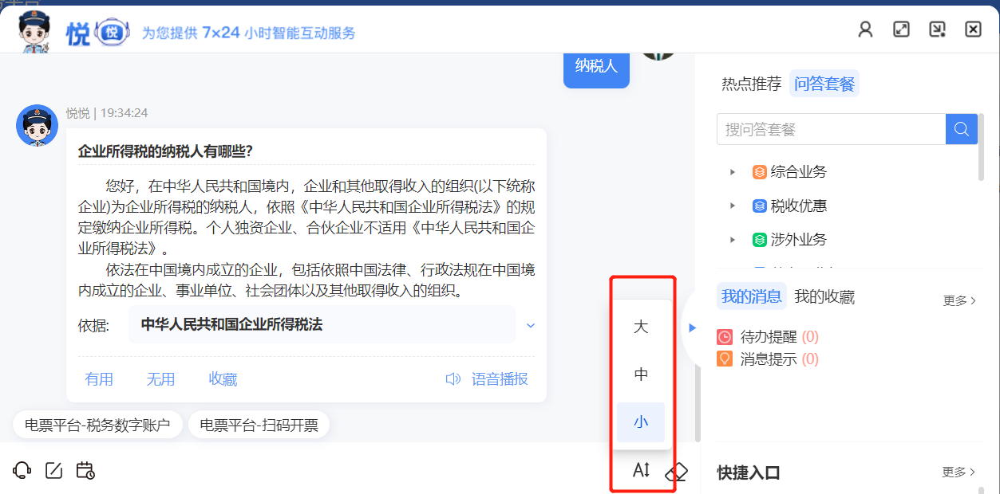 悦 悦 为您提供 7×24 小时智能互动服务
纳税人
悦悦 | 19:34:24
企业所得税的纳税人有哪些?
您好，在中华人民共和国境内，企业和其他取得收入的组织(以下统称
企业)为企业所得税的纳税人，依照《中华人民共和国企业所得税法》的规
定缴纳企业所得税。个人独资企业、合伙企业不适用《中华人民共和国企
业所得税法》。
依法在中国境内成立的企业，包括依照中国法律、行政法规在中国境
内成立的企业、事业单位、社会团体以及其他取得收入的组织。
依据: 中华人民共和国企业所得税法
有用 无用 收藏 语音播报
电票平台-税务数字账户 电票平台-扫码开票
大
中
小
A
热点推荐 问答套餐
搜问答套餐
综合业务
税收优惠
涉外业务
我的消息 我的收藏 更多
待办提醒 (0)
消息提示 (0)
快捷入口 更多